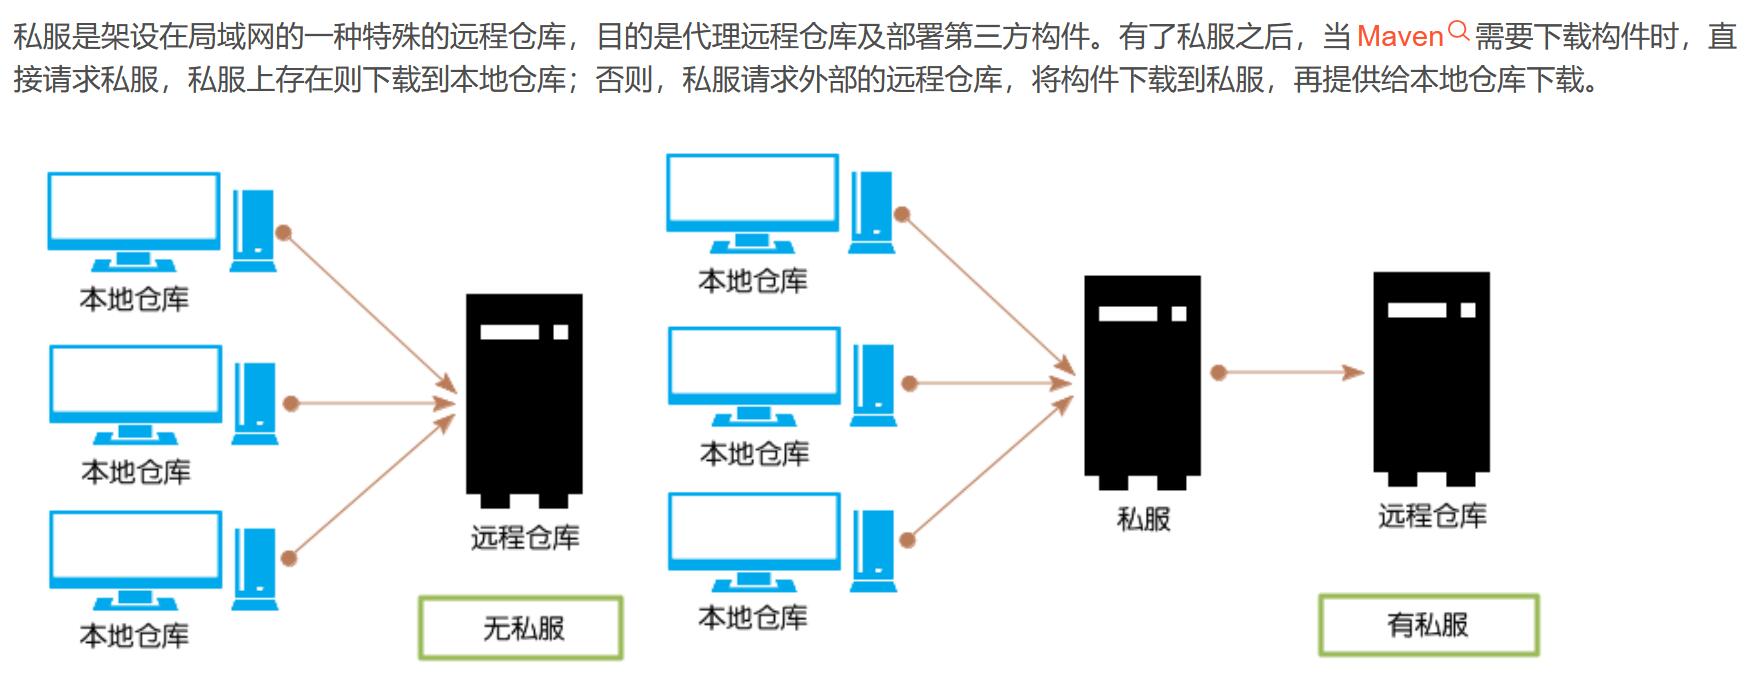 私服是架设在局域网的一种特殊的远程仓库，目的是代理远程仓库及部署第三方构件。有了私服之后，当 Maven 需要下载构件时，直
接请求私服，私服上存在则下载到本地仓库；否则，私服请求外部的远程仓库，将构件下载到私服，再提供给本地仓库下载。
本地仓库
本地仓库
本地仓库
远程仓库
无私服
本地仓库
本地仓库
本地仓库
私服
远程仓库
有私服